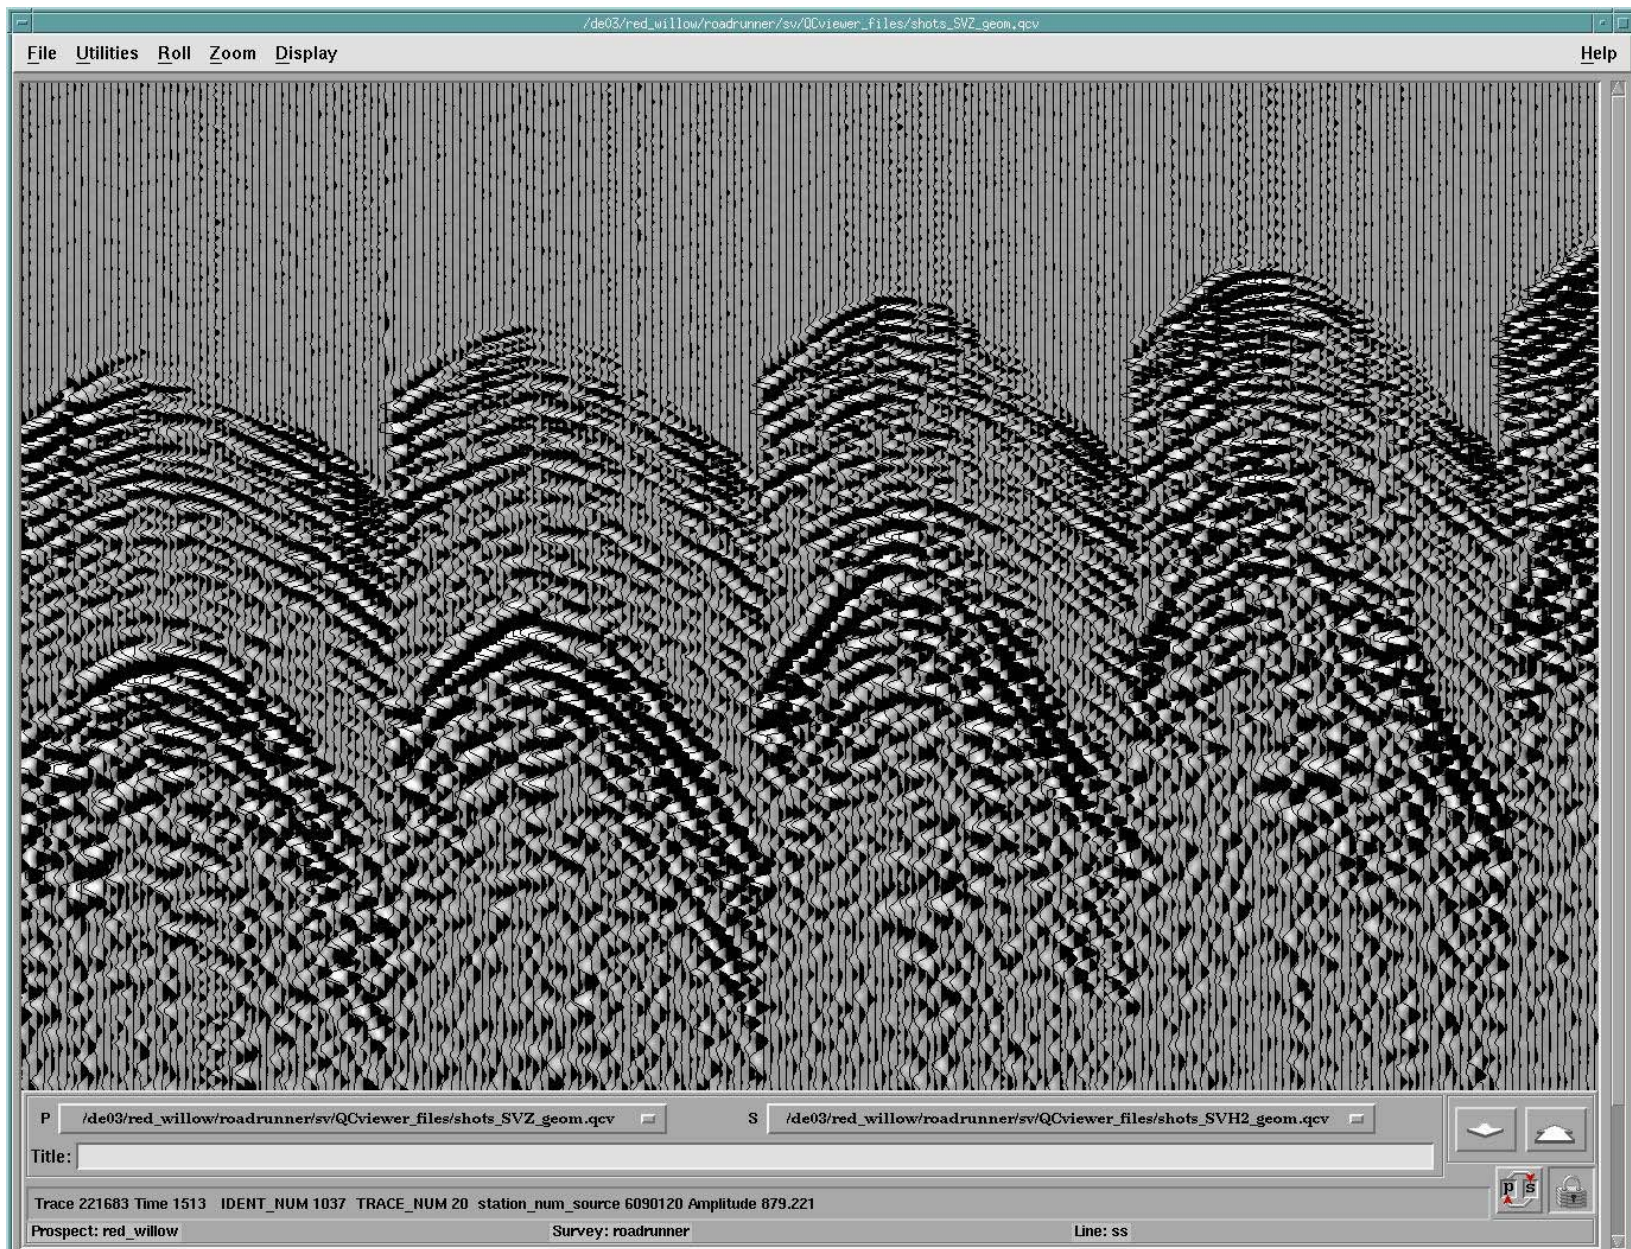 /de03/red_willow/roadrunner/sv/QCviewer_files/shots_SVZ_geom.qcv
File Utilities Roll Zoom Display Help
P /de03/red_willow/roadrunner/sv/QCviewer_files/shots_SVZ_geom.qcv S /de03/red_willow/roadrunner/sv/QCviewer_files/shots_SVH2_geom.qcv
Title:
p s
Trace 221683 Time 1513 IDENT_NUM 1037 TRACE_NUM 20 station_num_source 6090120 Amplitude 879.221
Prospect: red_willow Survey: roadrunner Line: ss